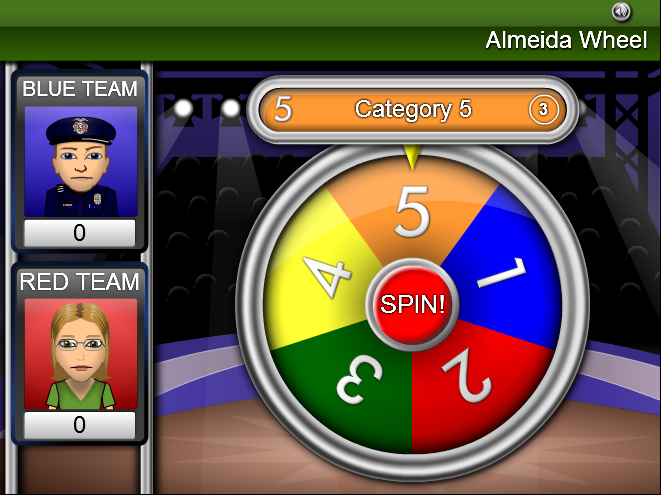 Almeida Wheel
BLUE TEAM
0
RED TEAM
0
5 Category 5 3
5
1
2
3
4
SPIN!